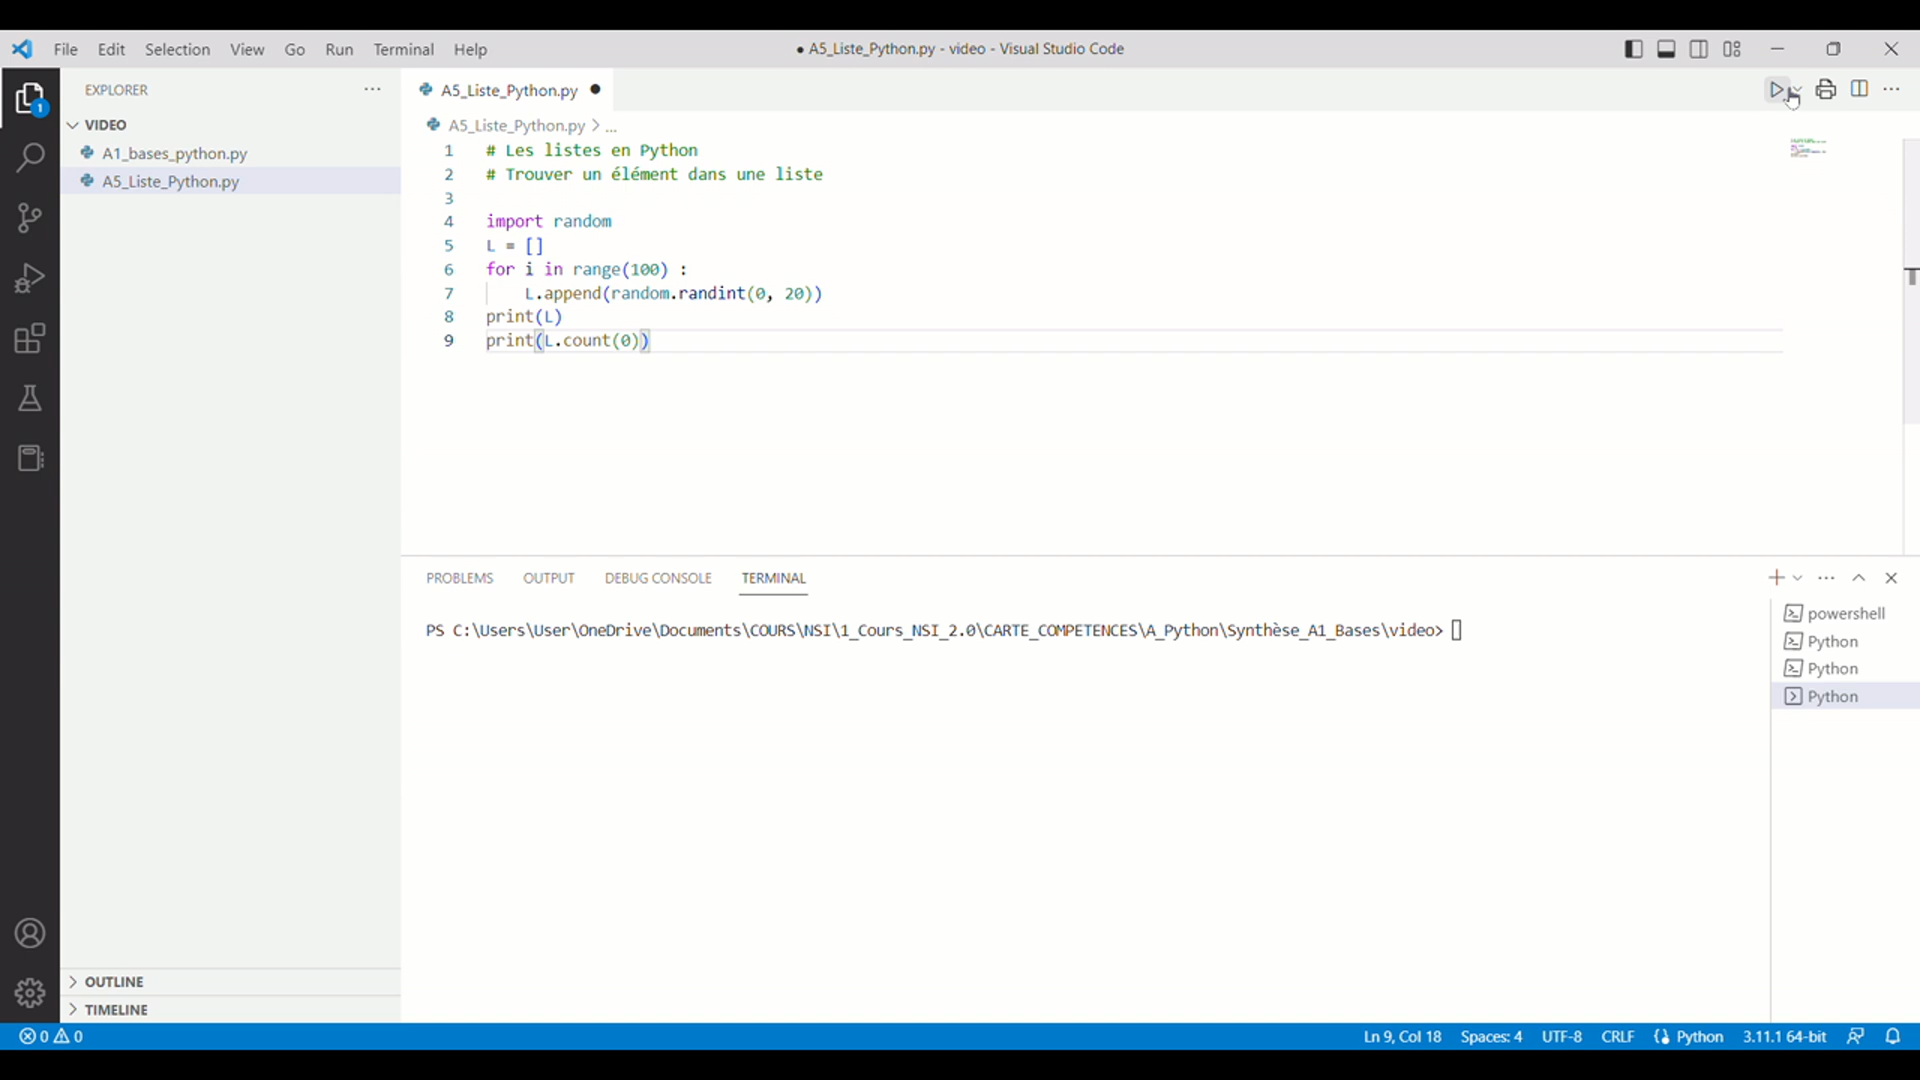 File Edit Selection View Go Run Terminal Help
● A5_Liste_Python.py - video - Visual Studio Code
EXPLORER
VIDEO
A1_bases_python.py
A5_Liste_Python.py
1
A5_Liste_Python.py ●
A5_Liste_Python.py > ...
1 # Les listes en Python
2 # Trouver un élément dans une liste
3
4 import random
5 L = []
6 for i in range(100) :
7 L.append(random.randint(0, 20))
8 print(L)
9 print(L.count(0))
PROBLEMS OUTPUT DEBUG CONSOLE TERMINAL
PS C:\Users\User\OneDrive\Documents\COURS\NSI\1_Cours_NSI_2.0\CARTE_COMPETENCES\A_Python\Synthèse_A1_Bases\video>
powershell
Python
Python
Python
OUTLINE
TIMELINE
0 0
Ln 9, Col 18 Spaces: 4 UTF-8 CRLF Python 3.11.1 64-bit